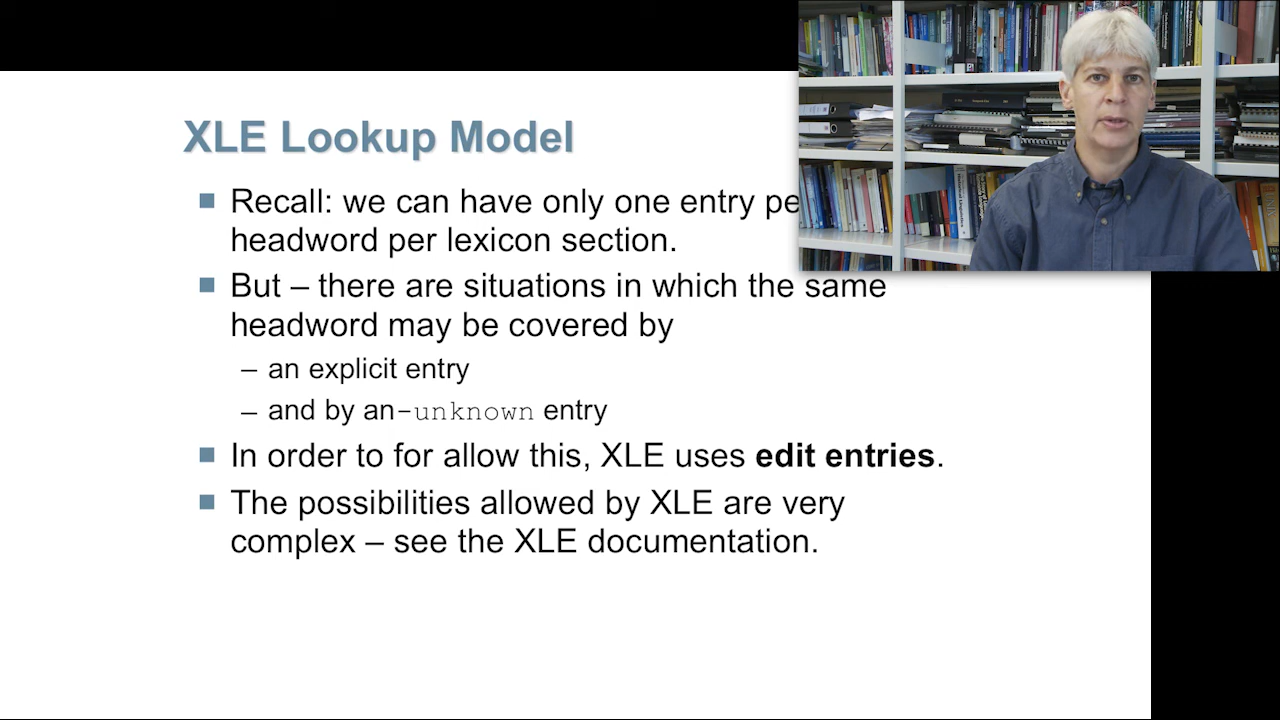 XLE Lookup Model
Recall: we can have only one entry pe
headword per lexicon section.
But – there are situations in which the same
headword may be covered by
– an explicit entry
– and by an-unknown entry
In order to for allow this, XLE uses edit entries.
The possibilities allowed by XLE are very
complex – see the XLE documentation.